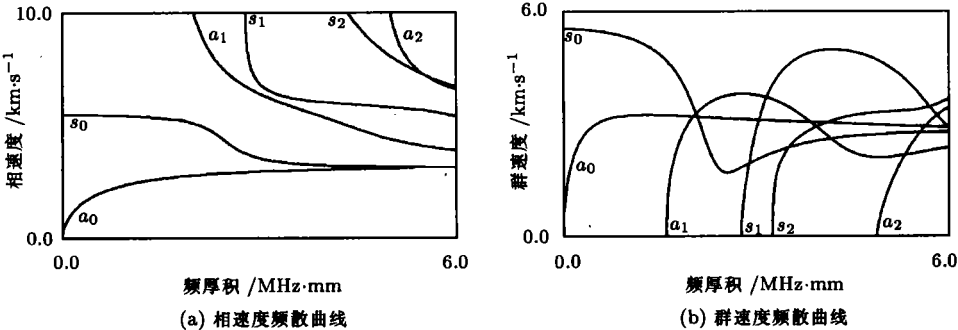 10.0
a1
s1
s2
a2
s0
a0
0.0
相速度 /km·s⁻¹
0.0
6.0
频厚积 /MHz·mm
(a) 相速度频散曲线
6.0
s0
a0
a1
s1
s2
a2
0.0
群速度 /km·s⁻¹
0.0
6.0
频厚积 /MHz·mm
(b) 群速度频散曲线